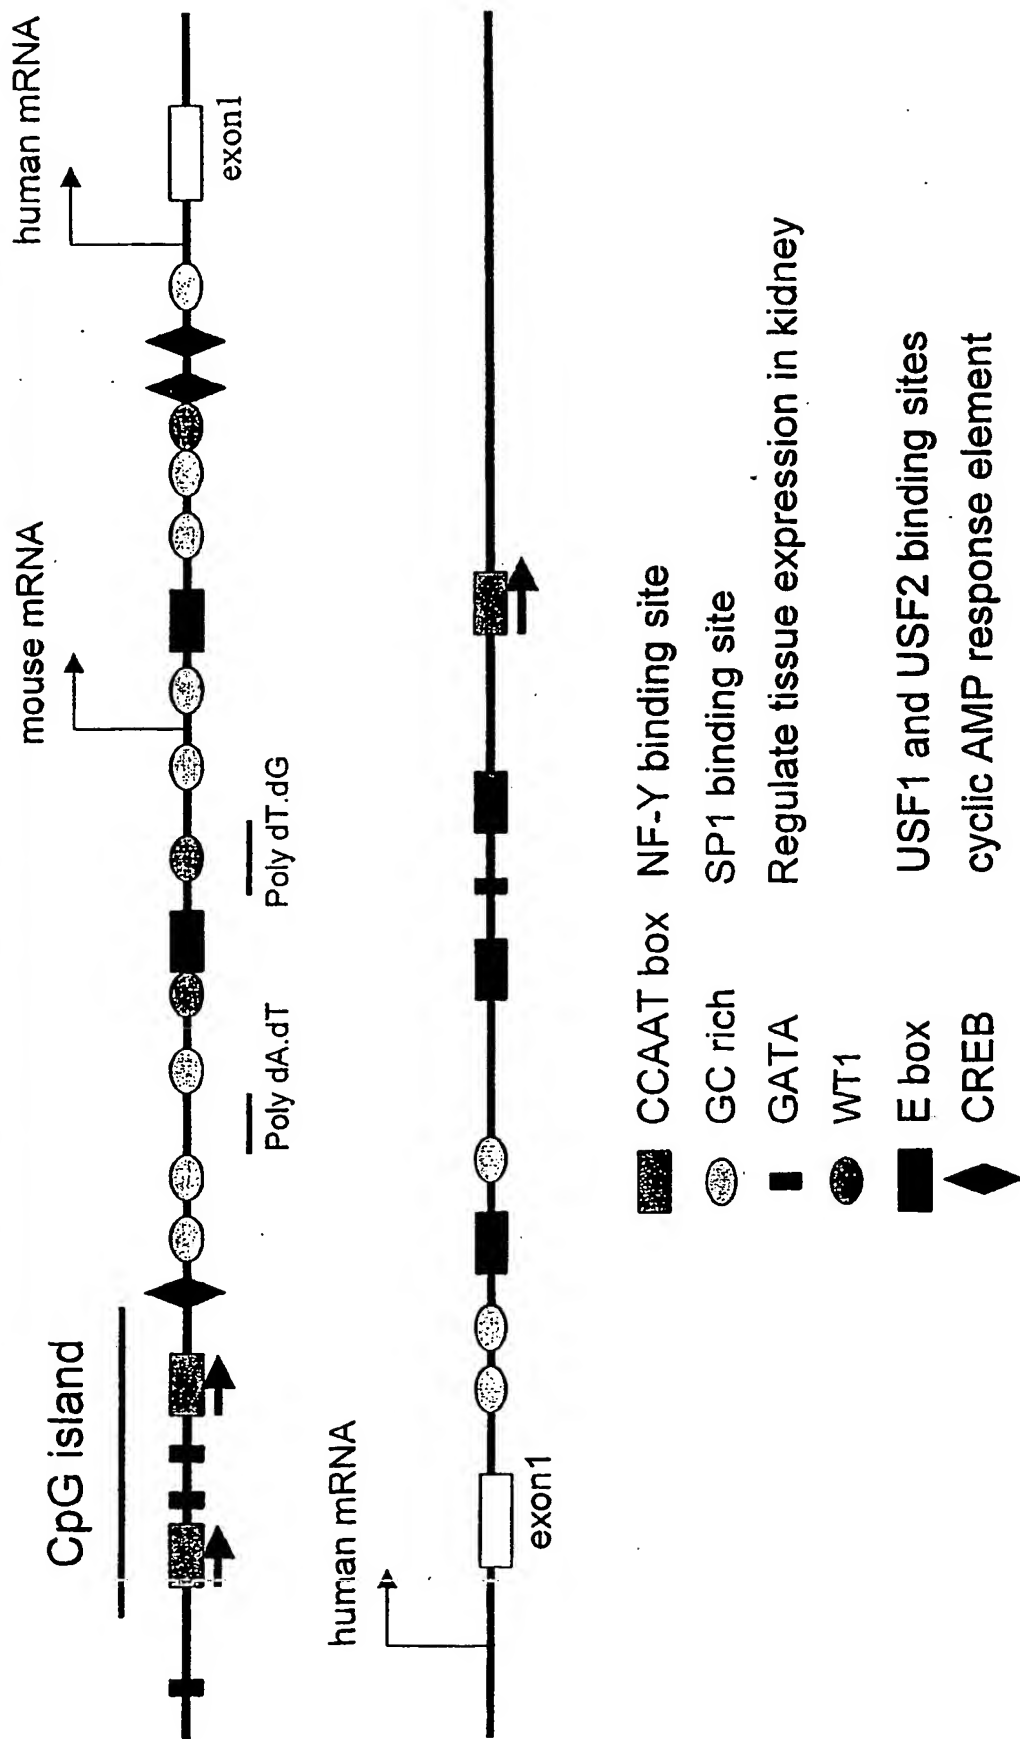 CpG island
mouse mRNA
human mRNA
Poly dA.dT
Poly dT.dG
exon1
human mRNA
exon1
CCAAT box NF-Y binding site
GC rich SP1 binding site
GATA Regulate tissue expression in kidney
WT1
E box USF1 and USF2 binding sites
CREB cyclic AMP response element